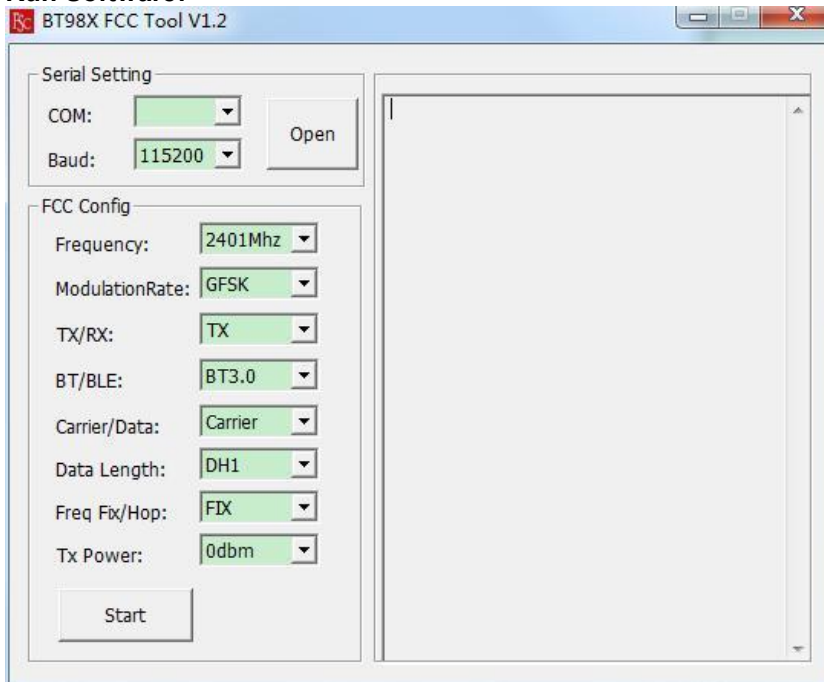 Run Software:
BT98X FCC Tool V1.2
Serial Setting
COM:
Open
Baud: 115200
FCC Config
Frequency: 2401Mhz
ModulationRate: GFSK
TX/RX: TX
BT/BLE: BT3.0
Carrier/Data: Carrier
Data Length: DH1
Freq Fix/Hop: FIX
Tx Power: 0dbm
Start